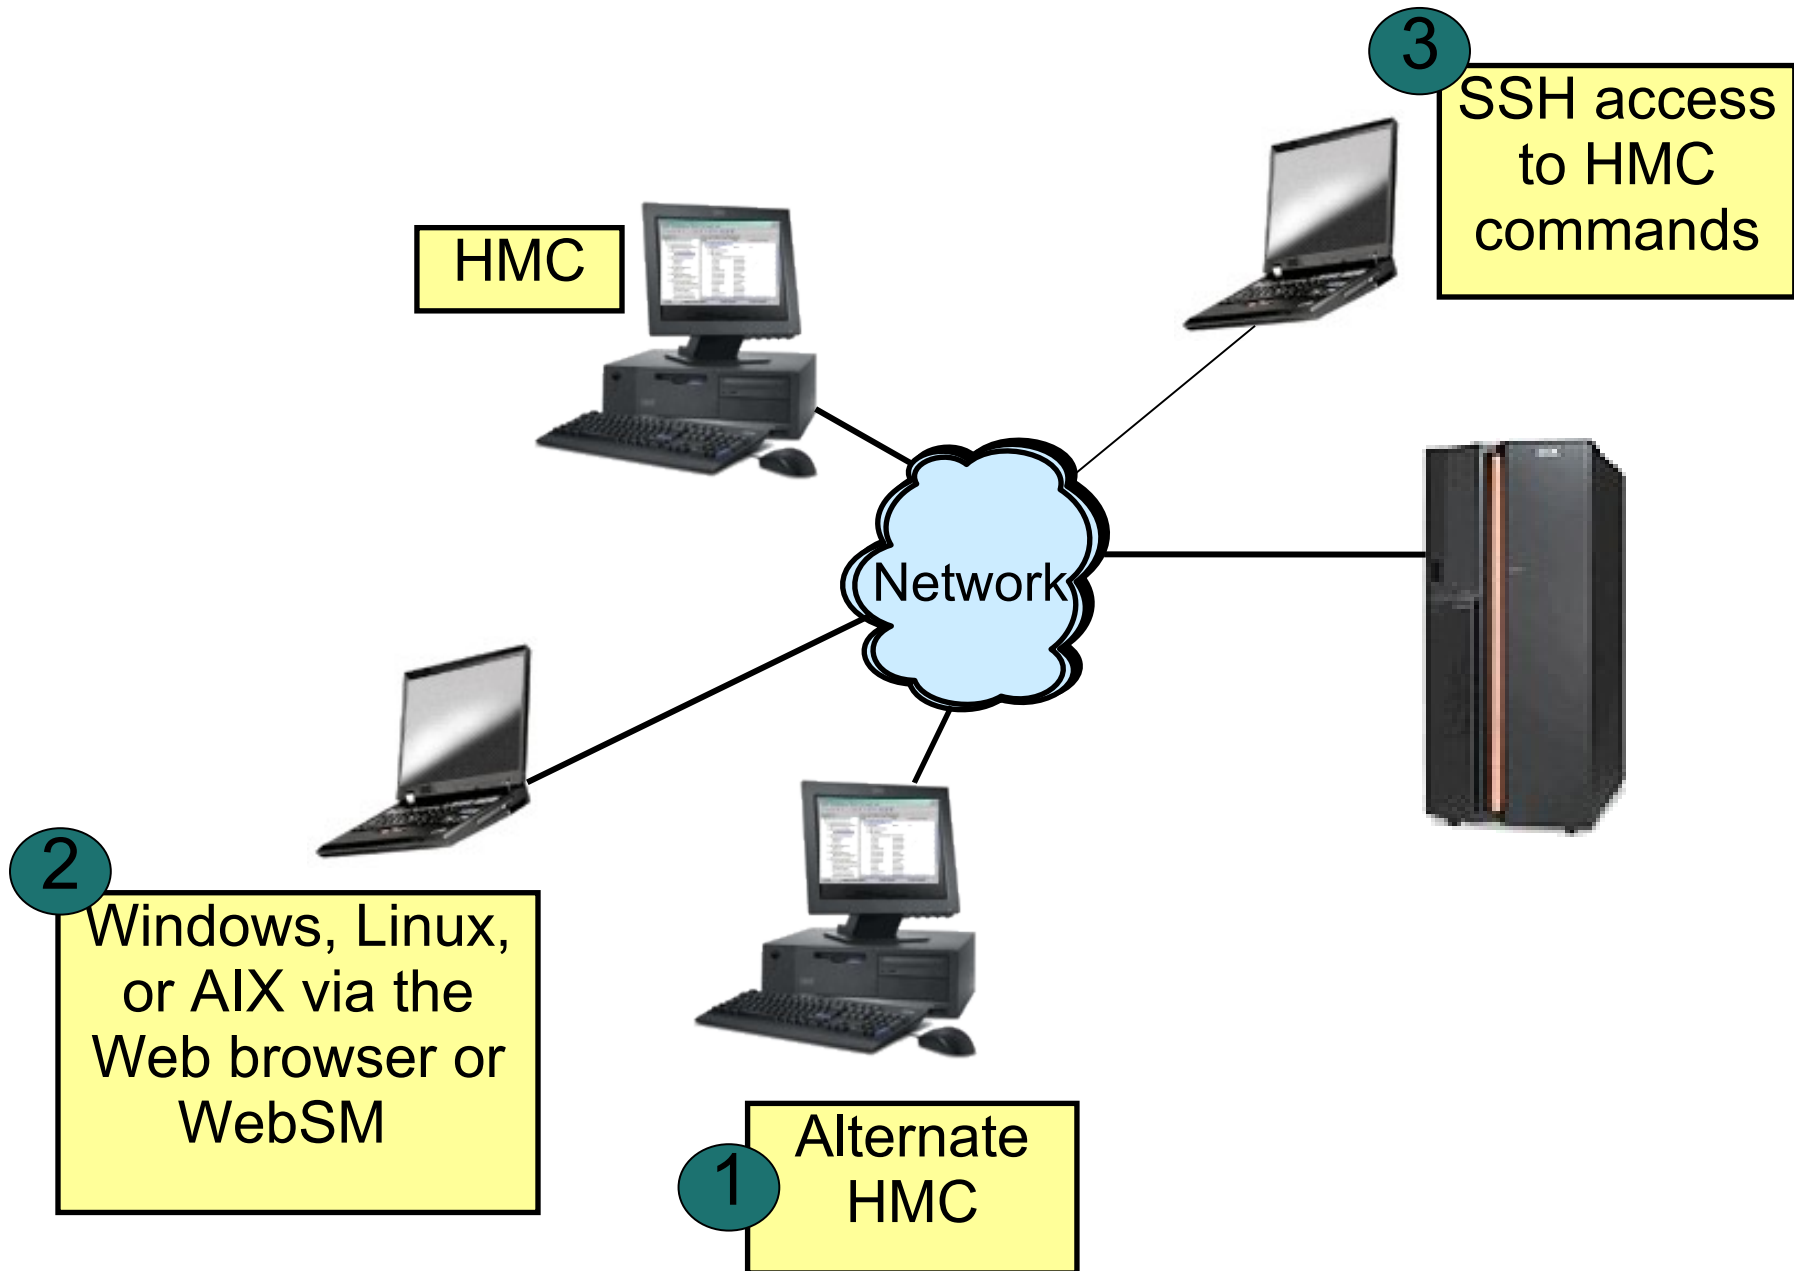 3
SSH access
to HMC
commands
HMC
Network
2
Windows, Linux,
or AIX via the
Web browser or
WebSM
1
Alternate
HMC